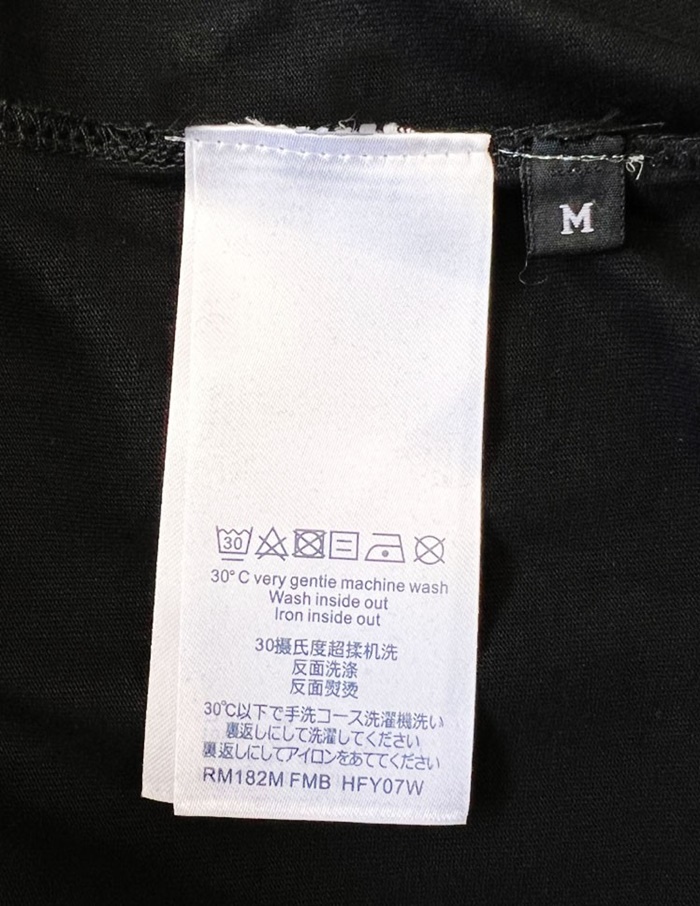 M
30
30° C very gentie machine wash
Wash inside out
Iron inside out
30摄氏度超揉机洗
反面洗涤
反面熨烫
30℃以下で手洗コース洗濯機洗い
裏返しにして洗濯してください
裏返しにしてアイロンをあててください
RM182M FMB HFY07W